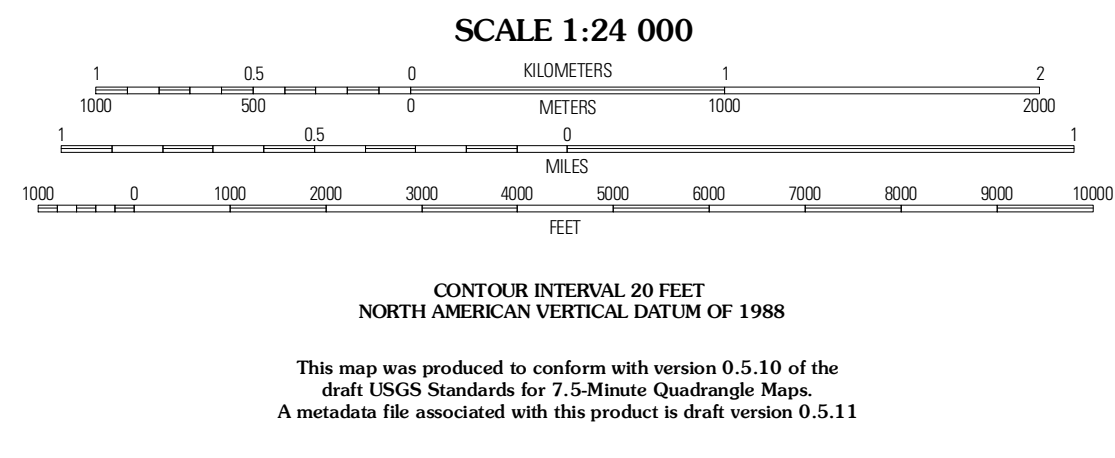 SCALE 1:24 000
1 0.5 0 KILOMETERS 1 2
1000 500 0 METERS 1000 2000
1 0.5 0 1
MILES
1000 0 1000 2000 3000 4000 5000 6000 7000 8000 9000 10000
FEET
CONTOUR INTERVAL 20 FEET
NORTH AMERICAN VERTICAL DATUM OF 1988
This map was produced to conform with version 0.5.10 of the
draft USGS Standards for 7.5-Minute Quadrangle Maps.
A metadata file associated with this product is draft version 0.5.11